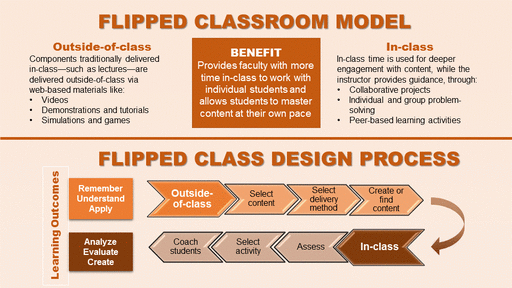 FLIPPED CLASSROOM MODEL
Outside-of-class
Components traditionally delivered
in-class—such as lectures—are
delivered outside-of-class via
web-based materials like:
• Videos
• Demonstrations and tutorials
• Simulations and games
BENEFIT
Provides faculty with more
time in-class to work with
individual students and
allows students to master
content at their own pace
In-class
In-class time is used for deeper
engagement with content, while the
instructor provides guidance, through:
• Collaborative projects
• Individual and group problem-
solving
• Peer-based learning activities
FLIPPED CLASS DESIGN PROCESS
Learning Outcomes
Remember
Understand
Apply
Outside-
of-class
Select
content
Select
delivery
method
Create or
find
content
Analyze
Evaluate
Create
Coach
students
Select
activity
Assess
In-class